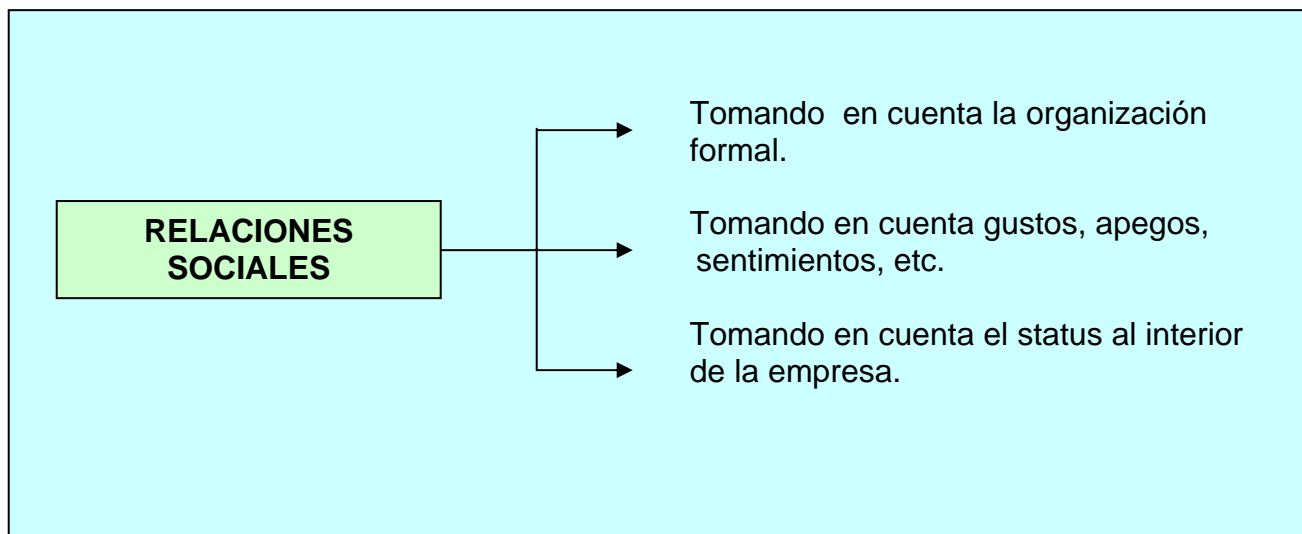 Tomando  en cuenta la organización
formal.
RELACIONES
SOCIALES
Tomando en cuenta gustos, apegos,
sentimientos, etc.
Tomando en cuenta el status al interior
de la empresa.